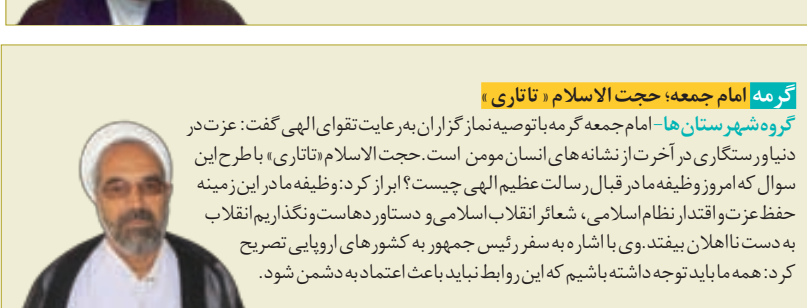 گرمه امام جمعه؛ حجت الاسلام « تاتاری »
گروه شهرستان ها- امام جمعه گرمه با توصیه نمازگزاران به رعایت تقوای الهی گفت: عزت در
دنیا و رستگاری در آخرت از نشانه های انسان مومن است. حجت الاسلام «تاتاری» با طرح این
سوال که امروز وظیفه ما در قبال رسالت عظیم الهی چیست؟ ابراز کرد: وظیفه ما در این زمینه
حفظ عزت و اقتدار نظام اسلامی، شعائر انقلاب اسلامی و دستاوردهاست و نگذاریم انقلاب
به دست نااهلان بیفتد. وی با اشاره به سفر رئیس جمهور به کشورهای اروپایی تصریح
کرد: همه ما باید توجه داشته باشیم که این روابط نباید باعث اعتماد به دشمن شود.